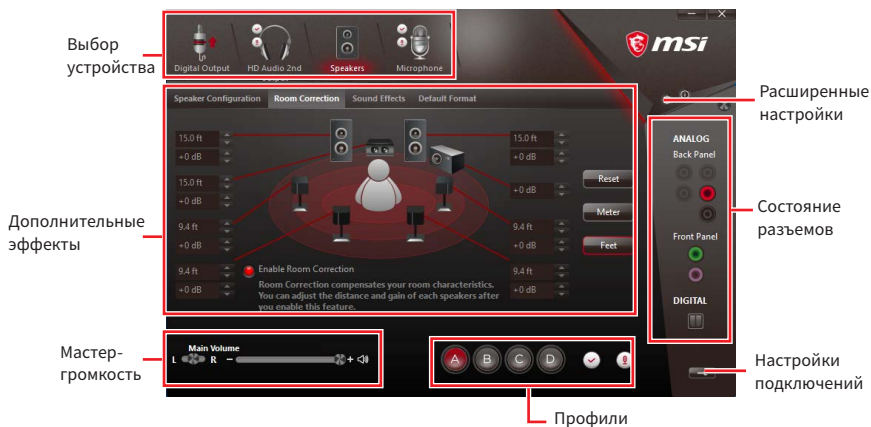 Выбор
устройства
Digital Output
HD Audio 2nd
output
Speakers
Microphone
msi
Расширенные
настройки
Speaker Configuration Room Correction Sound Effects Default Format
15.0 ft
+0 dB
15.0 ft
+0 dB
9.4 ft
+0 dB
9.4 ft
+0 dB
15.0 ft
+0 dB
+0 dB
9.4 ft
+0 dB
9.4 ft
+0 dB
Reset
Meter
Feet
Enable Room Correction
Room Correction compensates your room characteristics.
You can adjust the distance and gain of each speakers after
you enable this feature.
Дополнительные
эффекты
ANALOG
Back Panel
Front Panel
DIGITAL
Состояние
разъемов
Мастер-
громкость
Main Volume
L R - +
A B C D
Настройки
подключений
Профили